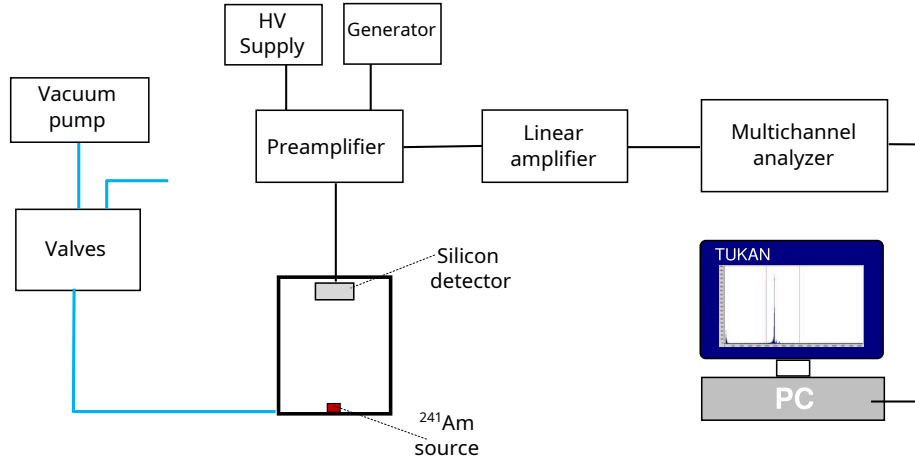 HV
Supply
Generator
Vacuum
pump
Preamplifier
Linear
amplifier
Multichannel
analyzer
Valves
Silicon
detector
TUKAN
²⁴¹Am
source
PC